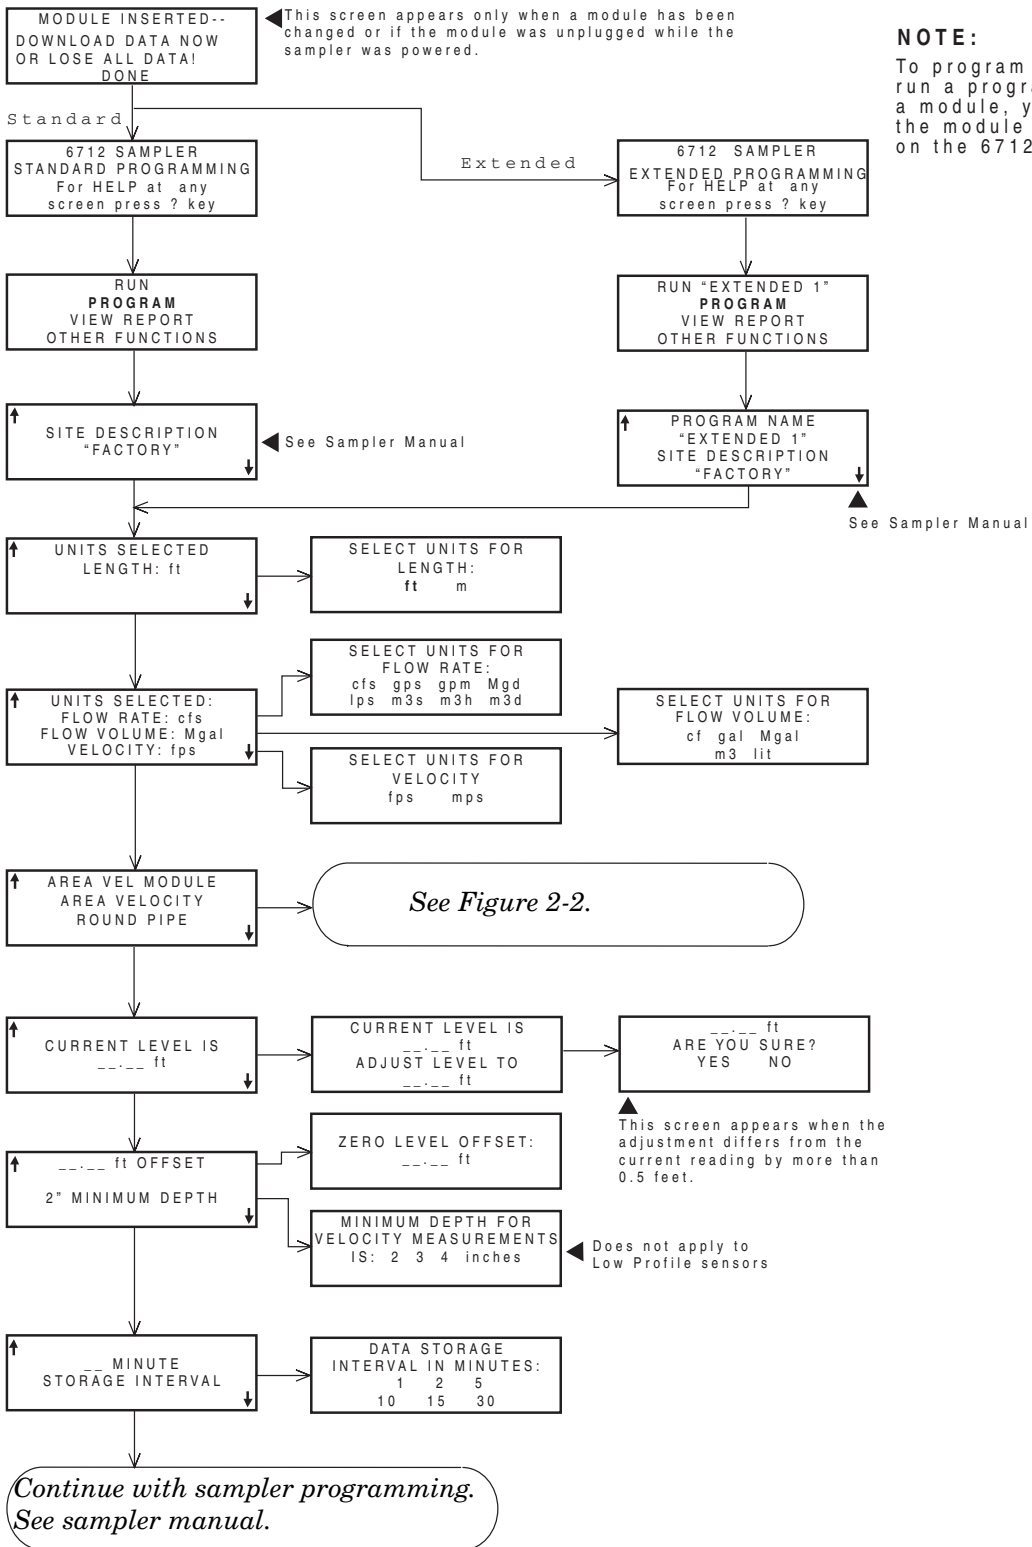 MODULE INSERTED--
DOWNLOAD DATA NOW
OR LOSE ALL DATA!
DONE
This screen appears only when a module has been
changed or if the module was unplugged while the
sampler was powered.
NOTE:
To program
run a progr
a module, y
the module
on the 6712
Standard
Extended
6712 SAMPLER
STANDARD PROGRAMMING
For HELP at any
screen press ? key
6712 SAMPLER
EXTENDED PROGRAMMING
For HELP at any
screen press ? key
RUN
PROGRAM
VIEW REPORT
OTHER FUNCTIONS
RUN “EXTENDED 1”
PROGRAM
VIEW REPORT
OTHER FUNCTIONS
SITE DESCRIPTION
“FACTORY”
See Sampler Manual
PROGRAM NAME
“EXTENDED 1”
SITE DESCRIPTION
“FACTORY”
See Sampler Manual
UNITS SELECTED
LENGTH: ft
SELECT UNITS FOR
LENGTH:
ft m
UNITS SELECTED:
FLOW RATE: cfs
FLOW VOLUME: Mgal
VELOCITY: fps
SELECT UNITS FOR
FLOW RATE:
cfs gps gpm Mgd
lps m3s m3h m3d
SELECT UNITS FOR
FLOW VOLUME:
cf gal Mgal
m3 lit
SELECT UNITS FOR
VELOCITY
fps mps
AREA VEL MODULE
AREA VELOCITY
ROUND PIPE
See Figure 2-2.
CURRENT LEVEL IS
__.__ ft
CURRENT LEVEL IS
__.__ ft
ADJUST LEVEL TO
__.__ ft
__.__ ft
ARE YOU SURE?
YES NO
This screen appears when the
adjustment differs from the
current reading by more than
0.5 feet.
__.__ ft OFFSET
2” MINIMUM DEPTH
ZERO LEVEL OFFSET:
__.__ ft
MINIMUM DEPTH FOR
VELOCITY MEASUREMENTS
IS: 2 3 4 inches
Does not apply to
Low Profile sensors
__ MINUTE
STORAGE INTERVAL
DATA STORAGE
INTERVAL IN MINUTES:
1 2 5
10 15 30
Continue with sampler programming.
See sampler manual.